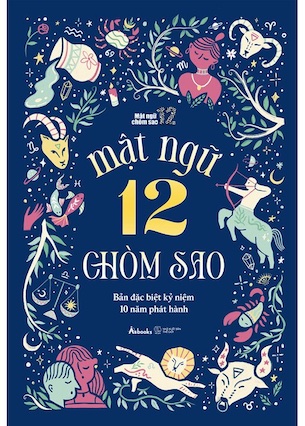 Mật ngữ
chòm sao 12
mật ngữ
12
CHÒM SAO
Bản đặc biệt kỷ niệm
10 năm phát hành
Azbooks